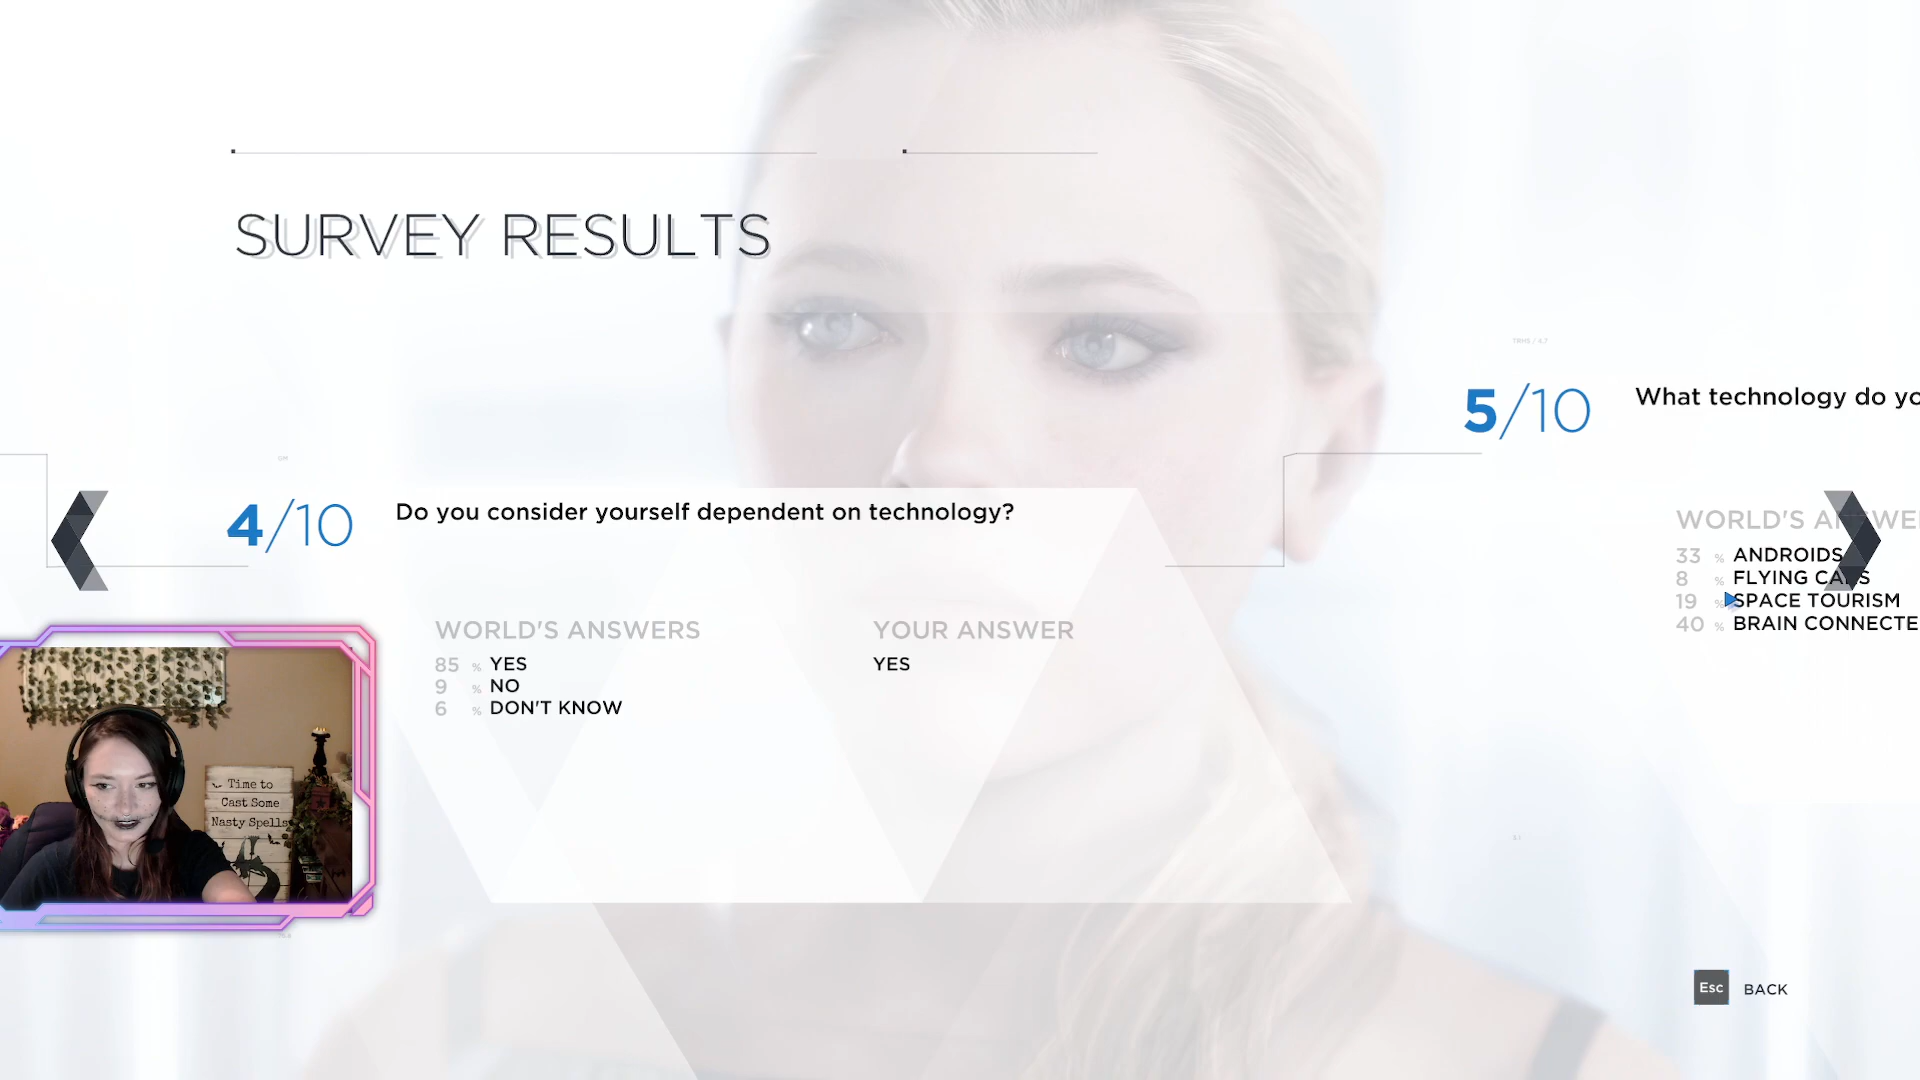 SURVEY RESULTS
4/10
Do you consider yourself dependent on technology?
WORLD'S ANSWERS
85 % YES
9 % NO
6 % DON'T KNOW
YOUR ANSWER
YES
5/10
What technology do yo
WORLD'S ANSWE
33 % ANDROIDS
8 % FLYING CARS
19 % SPACE TOURISM
40 % BRAIN CONNECTE
Time to
Cast Some
Nasty Spells
Esc BACK